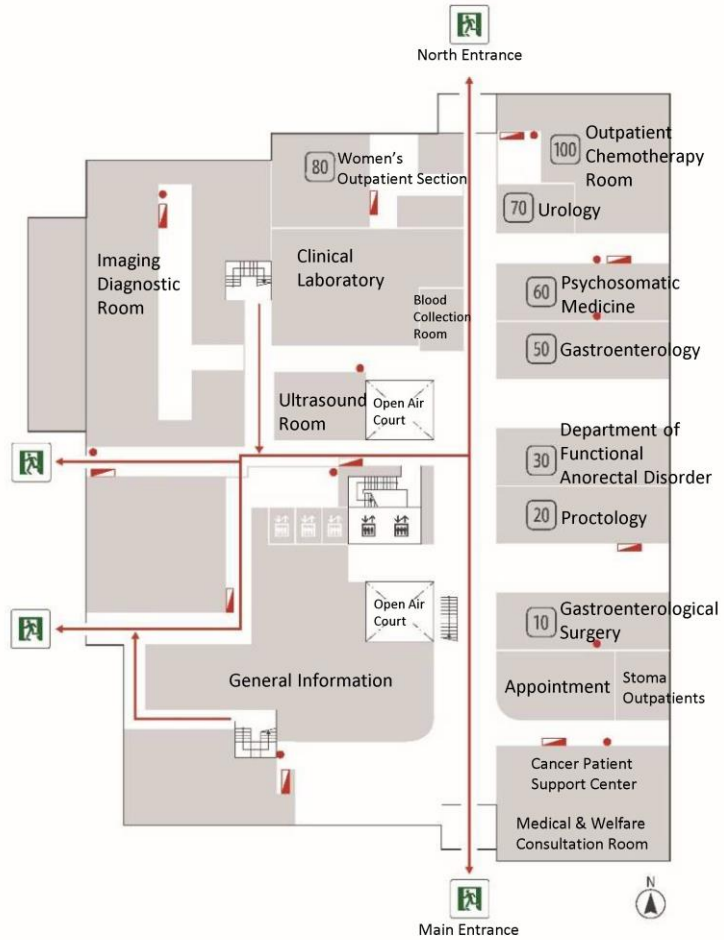 North Entrance
80 Women's
Outpatient Section
100 Outpatient
Chemotherapy
Room
70 Urology
Imaging
Diagnostic
Room
Clinical
Laboratory
Blood
Collection
Room
60 Psychosomatic
Medicine
50 Gastroenterology
Ultrasound
Room
Open Air
Court
30 Department of
Functional
Anorectal Disorder
20 Proctology
Open Air
Court
10 Gastroenterological
Surgery
General Information
Appointment
Stoma
Outpatients
Cancer Patient
Support Center
Medical & Welfare
Consultation Room
N
Main Entrance